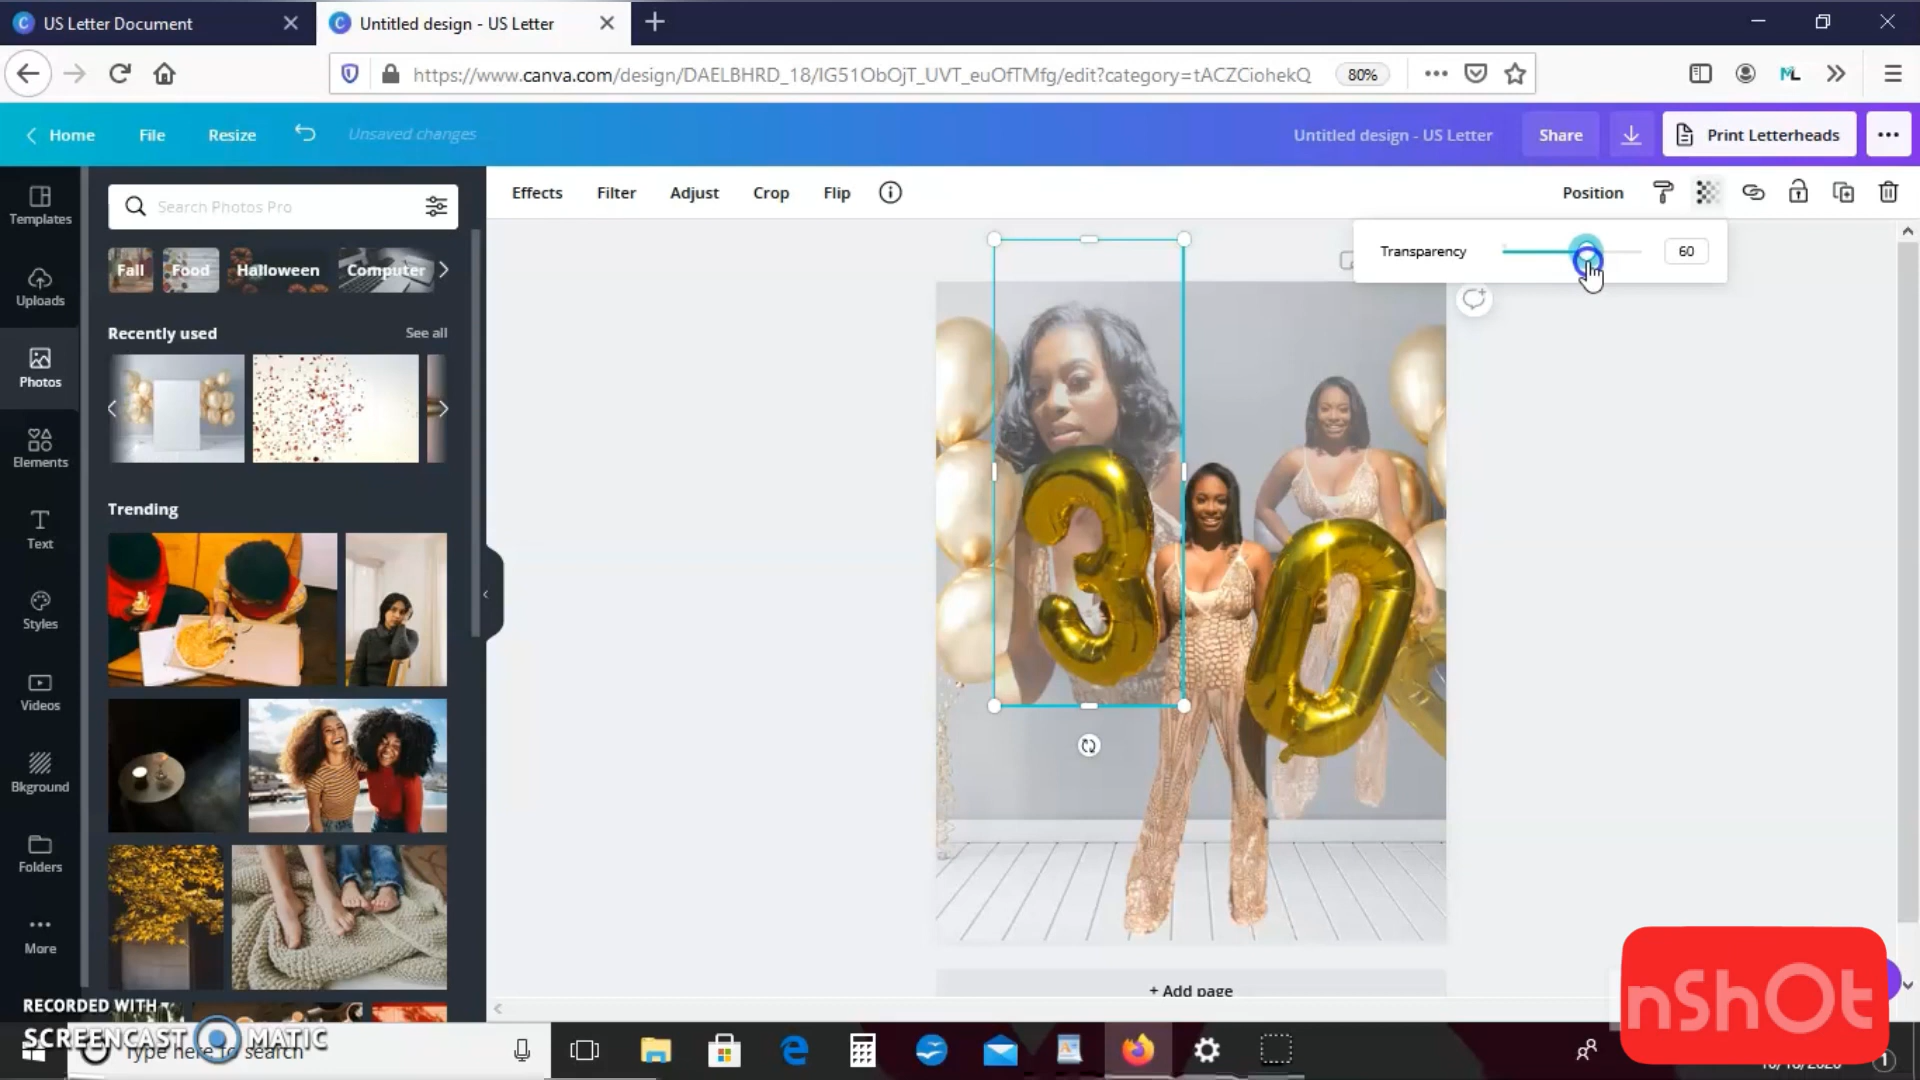 US Letter Document
Untitled design - US Letter
https://www.canva.com/design/DAELBHRD_18/IG51ObOjT_UVT_euOfTMfg/edit?category=tACZCiohekQ
80%
Home
File
Resize
Unsaved changes
Untitled design - US Letter
Share
Print Letterheads
Templates
Uploads
Photos
Elements
Text
Styles
Videos
Bkground
Folders
More
Search Photos Pro
Fall
Food
Halloween
Computer
Recently used
See all
Trending
Effects
Filter
Adjust
Crop
Flip
Position
Transparency
60
30
+ Add page
RECORDED WITH
SCREENCAST MATIC
Type here to search
InShOt
1